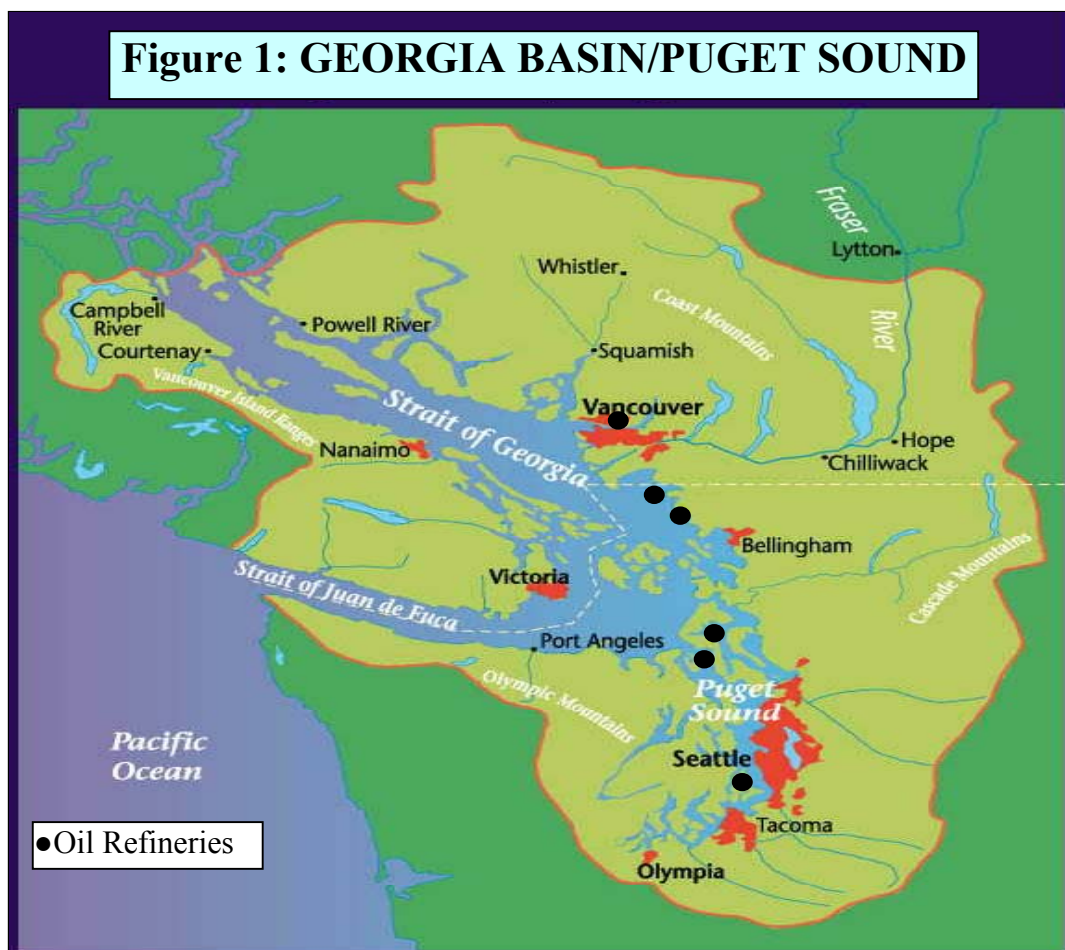 Figure 1: GEORGIA BASIN/PUGET SOUND
Fraser
River
Lytton
Whistler
Coast Mountains
Campbell
River
Powell River
Courtenay
Squamish
Vancouver Island Ranges
Strait of Georgia
Vancouver
Nanaimo
Hope
Chilliwack
Bellingham
Victoria
Strait of Juan de Fuca
Cascade Mountains
Port Angeles
Olympic Mountains
Puget
Sound
Pacific
Ocean
Seattle
Tacoma
●Oil Refineries
Olympia